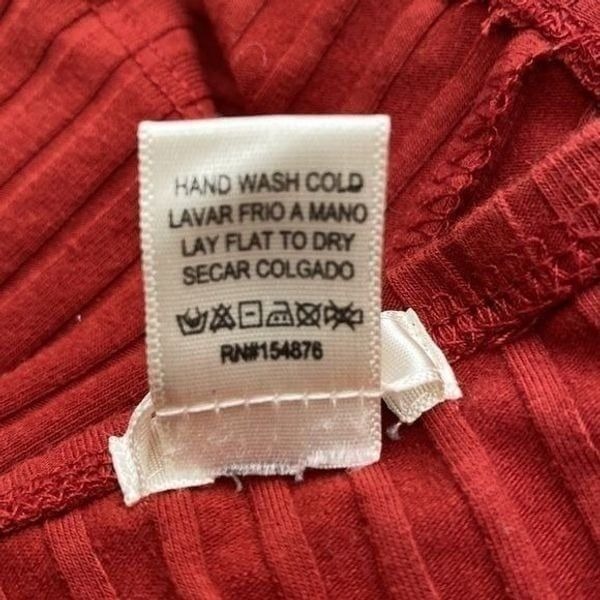 HAND WASH COLD
LAVAR FRIO A MANO
LAY FLAT TO DRY
SECAR COLGADO
RN#154876